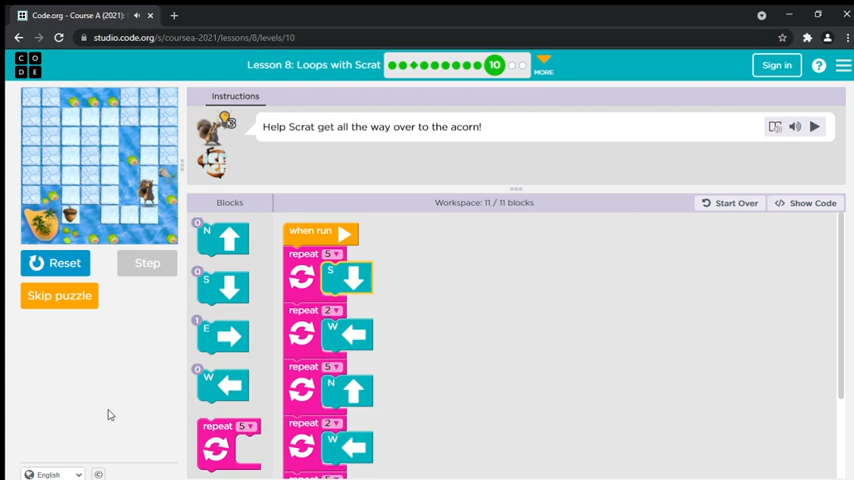 Code.org - Course A (2021):
studio.code.org/s/coursea-2021/lessons/8/levels/10
C O
D E
Lesson 8: Loops with Scrat
10
MORE
Sign in
?
Instructions
3
Help Scrat get all the way over to the acorn!
Blocks
Workspace: 11 / 11 blocks
Start Over
Show Code
0
N
when run
repeat 5
S
Reset
Step
0
S
Skip puzzle
repeat 2
W
1
E
repeat 5
N
0
W
repeat 5
repeat 2
W
English